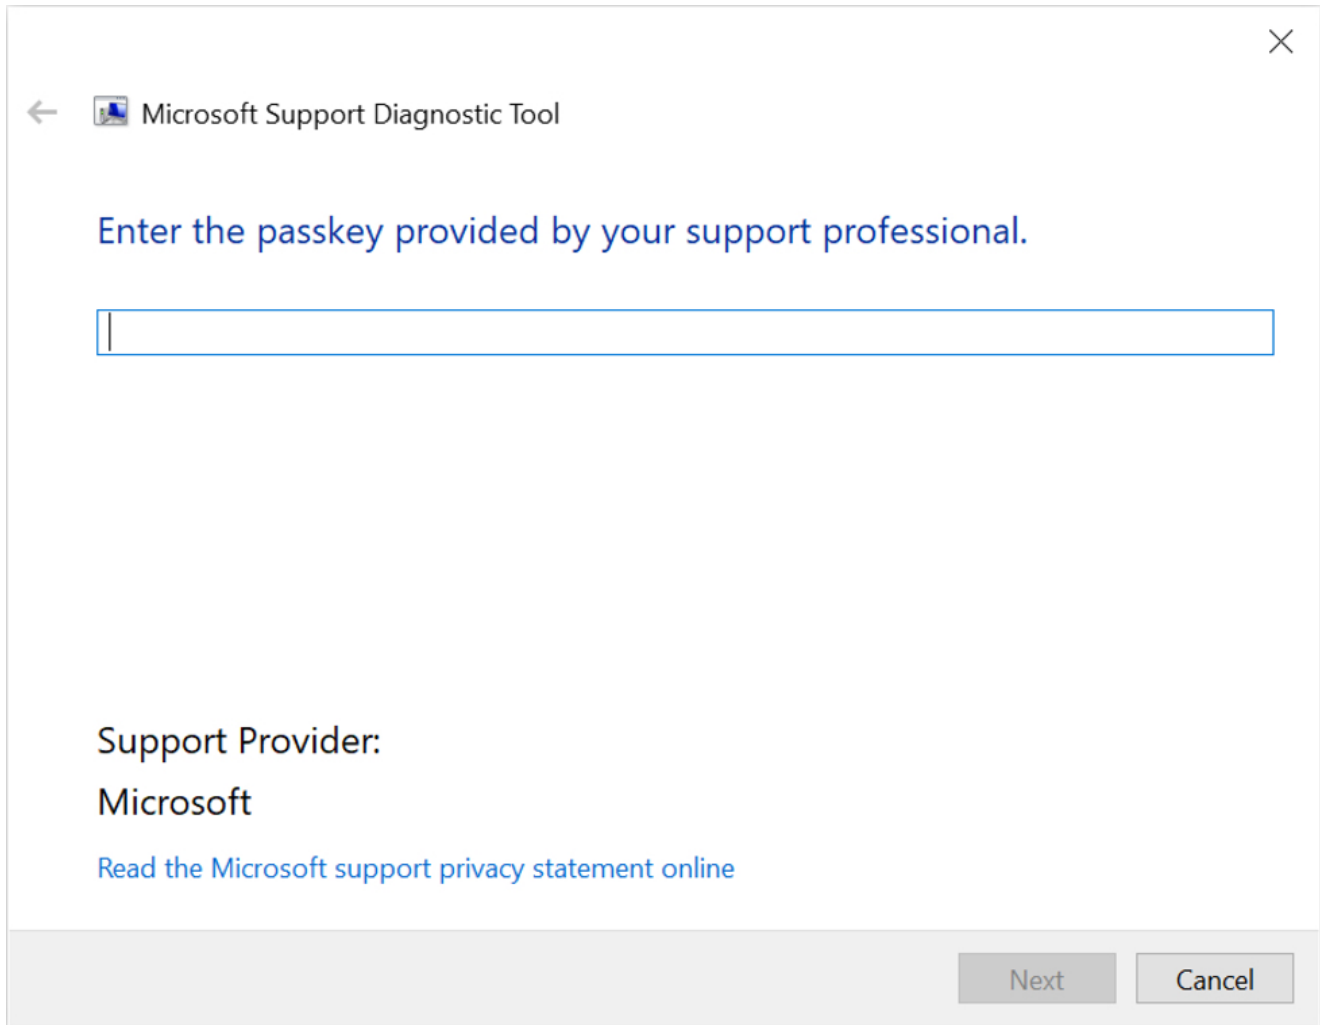 Microsoft Support Diagnostic Tool
Enter the passkey provided by your support professional.
Support Provider:
Microsoft
Read the Microsoft support privacy statement online
Next
Cancel